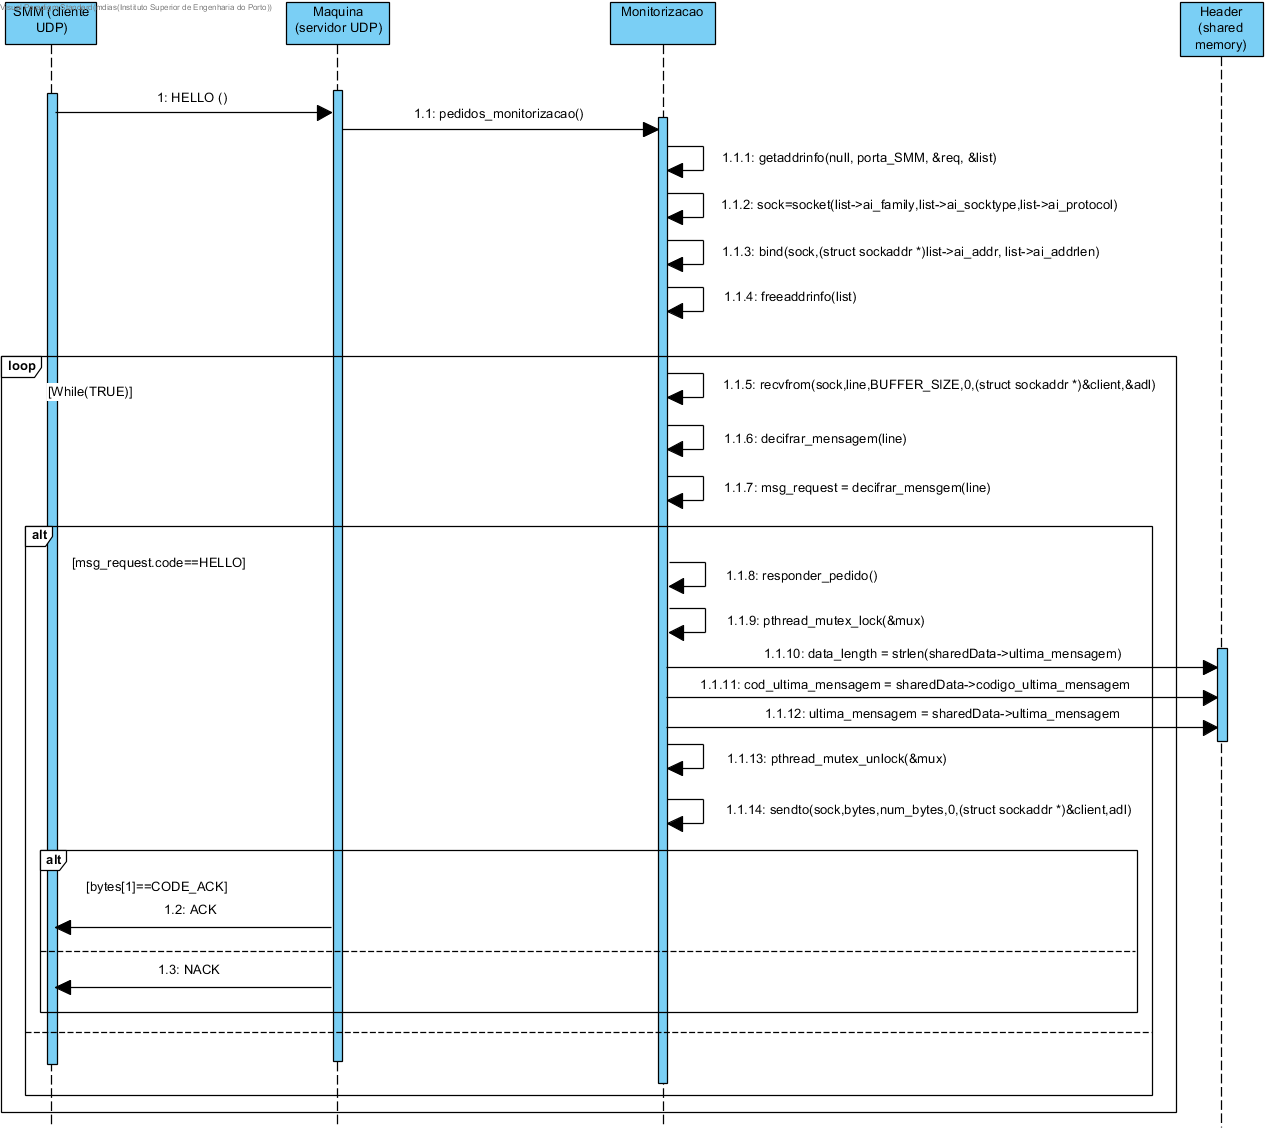 SMM (cliente
UDP)
Maquina
(servidor UDP)
Monitorizacao
Header
(shared
memory)
1: HELLO ()
1.1: pedidos_monitorizacao()
1.1.1: getaddrinfo(null, porta_SMM, &req, &list)
1.1.2: sock=socket(list->ai_family,list->ai_socktype,list->ai_protocol)
1.1.3: bind(sock,(struct sockaddr *)list->ai_addr, list->ai_addrlen)
1.1.4: freeaddrinfo(list)
loop
[While(TRUE)]
1.1.5: recvfrom(sock,line,BUFFER_SIZE,0,(struct sockaddr *)&client,&adl)
1.1.6: decifrar_mensagem(line)
1.1.7: msg_request = decifrar_mensgem(line)
alt
[msg_request.code==HELLO]
1.1.8: responder_pedido()
1.1.9: pthread_mutex_lock(&mux)
1.1.10: data_length = strlen(sharedData->ultima_mensagem)
1.1.11: cod_ultima_mensagem = sharedData->codigo_ultima_mensagem
1.1.12: ultima_mensagem = sharedData->ultima_mensagem
1.1.13: pthread_mutex_unlock(&mux)
1.1.14: sendto(sock,bytes,num_bytes,0,(struct sockaddr *)&client,adl)
alt
[bytes[1]==CODE_ACK]
1.2: ACK
1.3: NACK
(Instituto Superior de Engenharia do Porto))